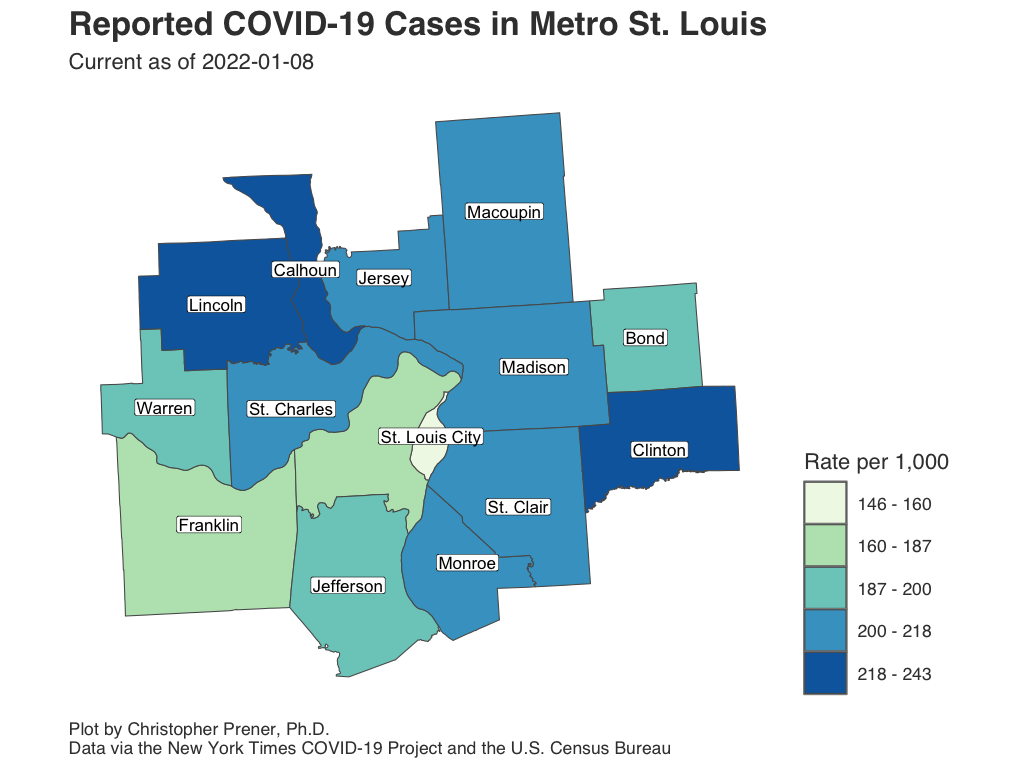 Reported COVID-19 Cases in Metro St. Louis
Current as of 2022-01-08
Macoupin
Calhoun
Jersey
Lincoln
Bond
Madison
Warren
St. Charles
St. Louis City
Clinton
Rate per 1,000
146 - 160
St. Clair
Franklin
160 - 187
Monroe
Jefferson
187 - 200
200 - 218
218 - 243
Plot by Christopher Prener, Ph.D.
Data via the New York Times COVID-19 Project and the U.S. Census Bureau